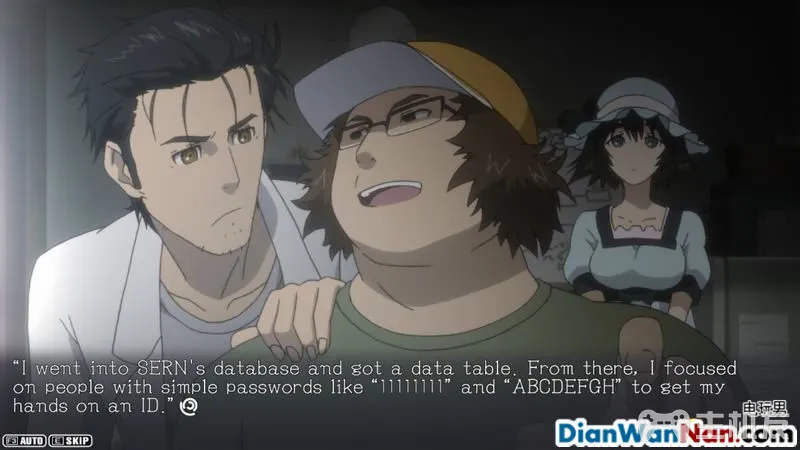 “I went into SERN's database and got a data table. From there, I focused
on people with simple passwords like “11111111” and “ABCDEFGH” to get my
hands on an ID.”
F3 AUTO E SKIP
电玩男
DianWanNan.com